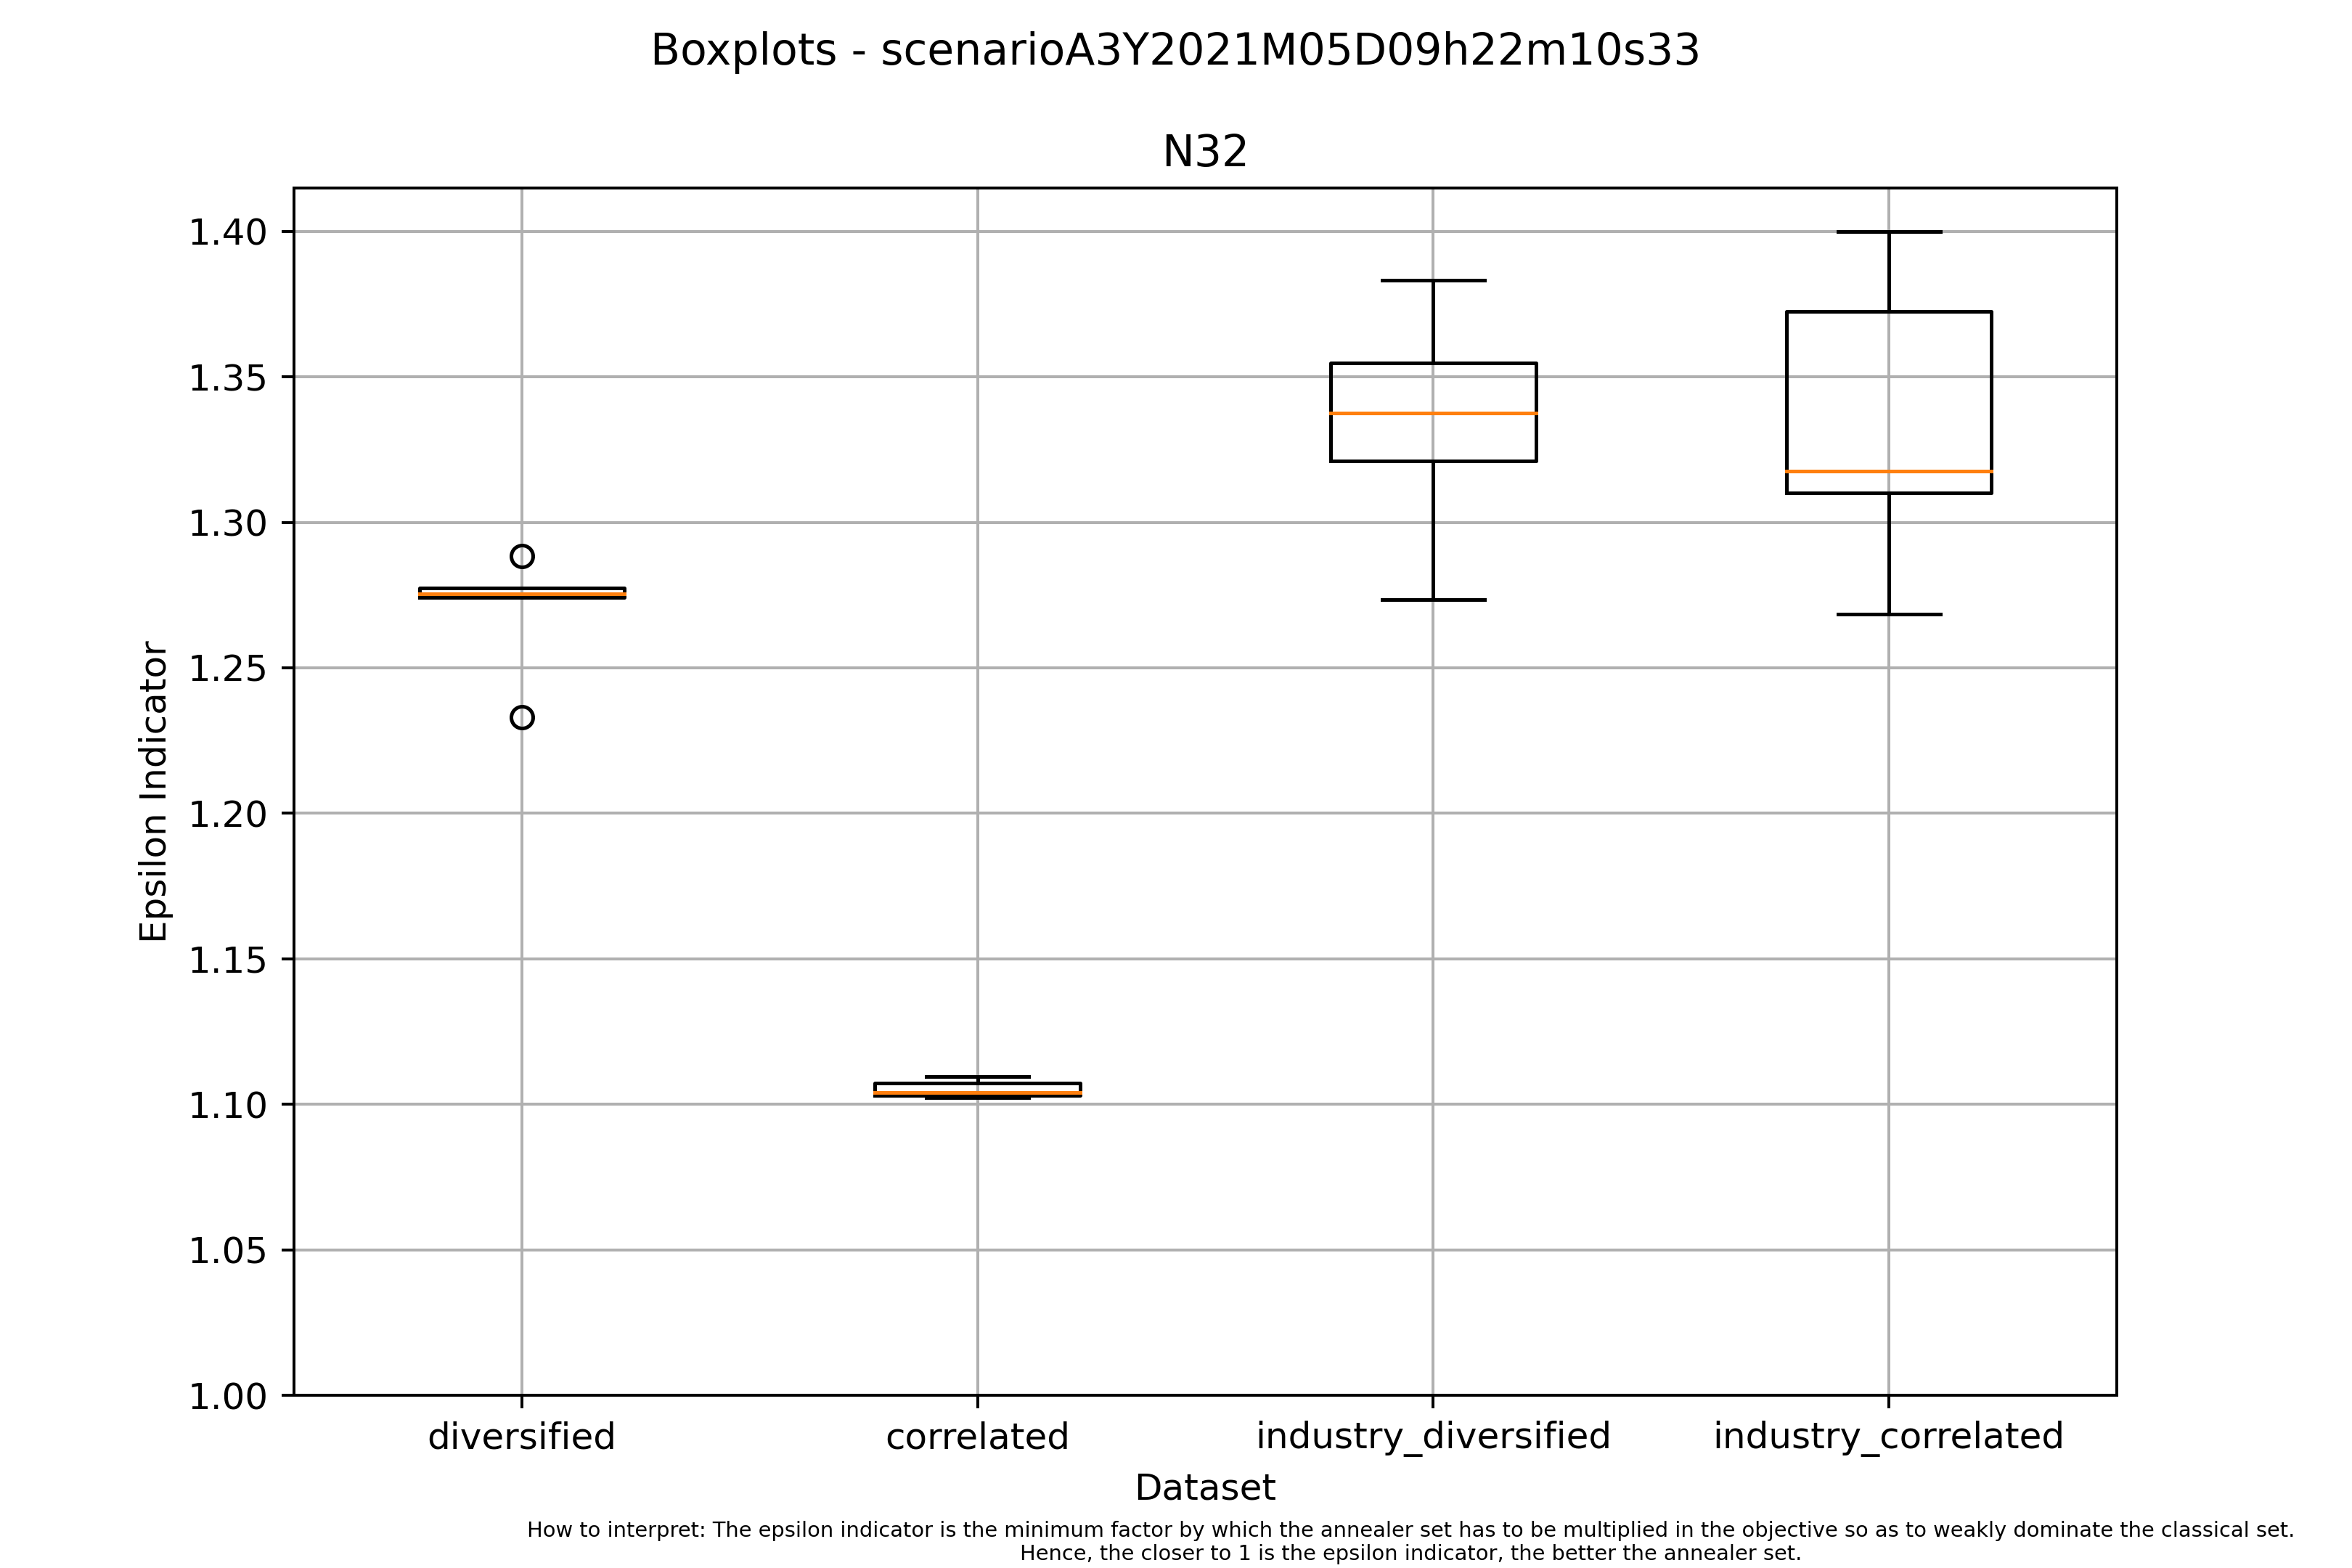 Boxplots - scenarioA3Y2021M05D09h22m10s33
N32
1.40
1.35
1.30
1.25
1.20
1.15
1.10
1.05
1.00
Epsilon Indicator
diversified correlated industry_diversified industry_correlated
Dataset
How to interpret: The epsilon indicator is the minimum factor by which the annealer set has to be multiplied in the objective so as to weakly dominate the classical set.
Hence, the closer to 1 is the epsilon indicator, the better the annealer set.